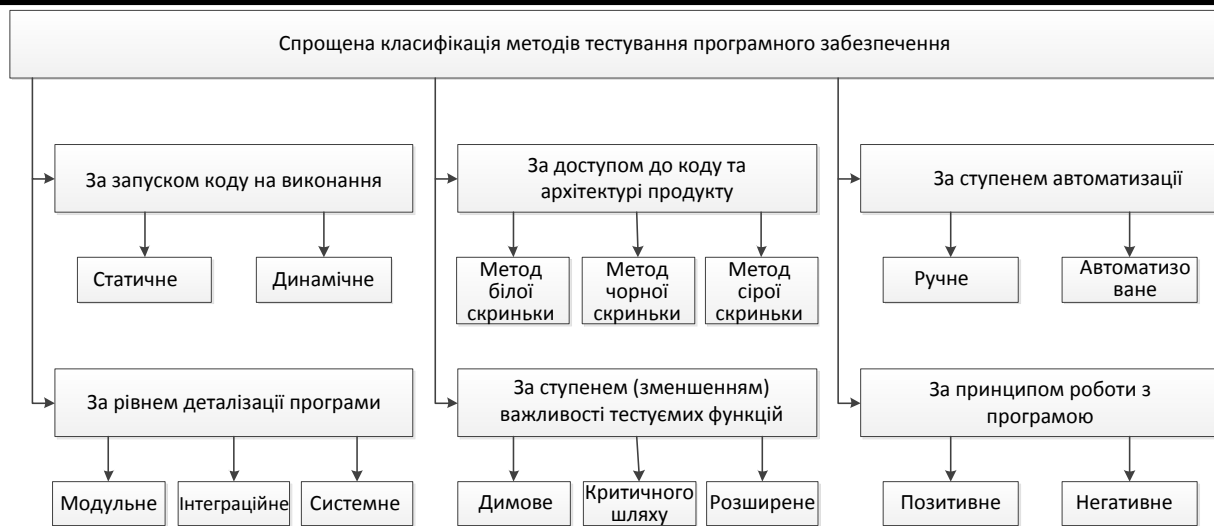 Спрощена класифікація методів тестування програмного забезпечення
За запуском коду на виконання
Статичне
Динамічне
За доступом до коду та
архітектурі продукту
Метод
білої
скриньки
Метод
чорної
скриньки
Метод
сірої
скриньки
За ступенем автоматизації
Ручне
Автоматизо
ване
За рівнем деталізації програми
Модульне
Інтеграційне
Системне
За ступенем (зменшенням)
важливості тестуємих функцій
Димове
Критичного
шляху
Розширене
За принципом роботи з
програмою
Позитивне
Негативне